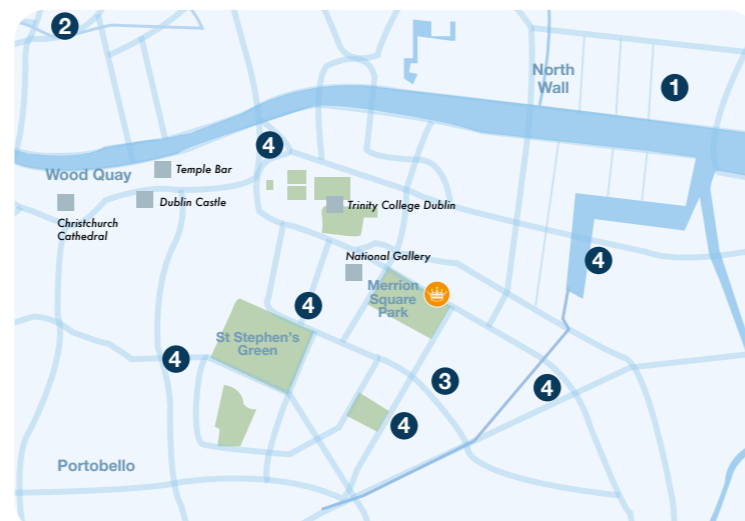 2
North
Wall
1
4
Wood Quay
Temple Bar
Dublin Castle
Christchurch
Cathedral
Trinity College Dublin
National Gallery
4
Merrion
Square
Park
4
St Stephen's
Green
4
3
4
4
Portobello